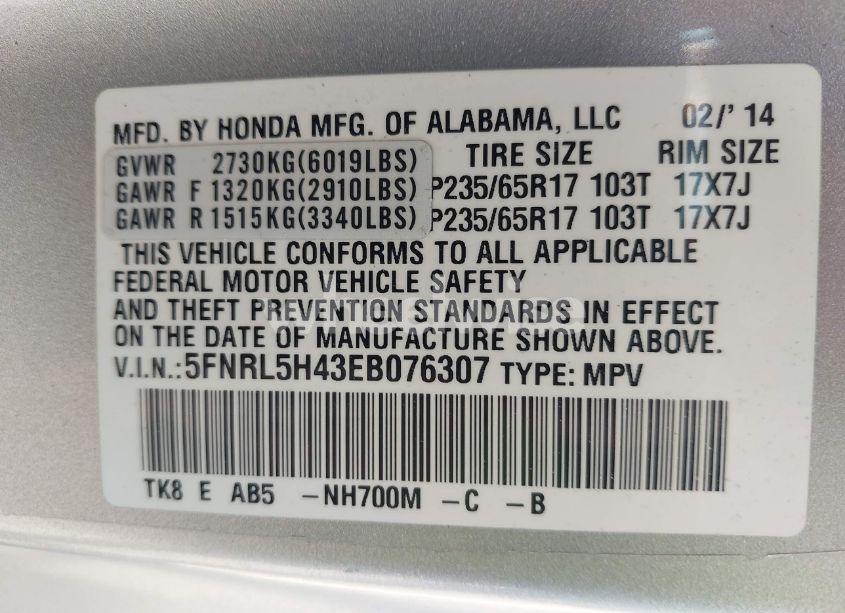 MFD. BY HONDA MFG. OF ALABAMA, LLC 02/' 14
GVWR 2730KG(6019LBS) TIRE SIZE RIM SIZE
GAWR F 1320KG(2910LBS) P235/65R17 103T 17X7J
GAWR R 1515KG(3340LBS) P235/65R17 103T 17X7J
THIS VEHICLE CONFORMS TO ALL APPLICABLE
FEDERAL MOTOR VEHICLE SAFETY
AND THEFT PREVENTION STANDARDS IN EFFECT
ON THE DATE OF MANUFACTURE SHOWN ABOVE.
V.I.N.:5FNRL5H43EB076307 TYPE: MPV
TK8 E AB5 -NH700M -C -B